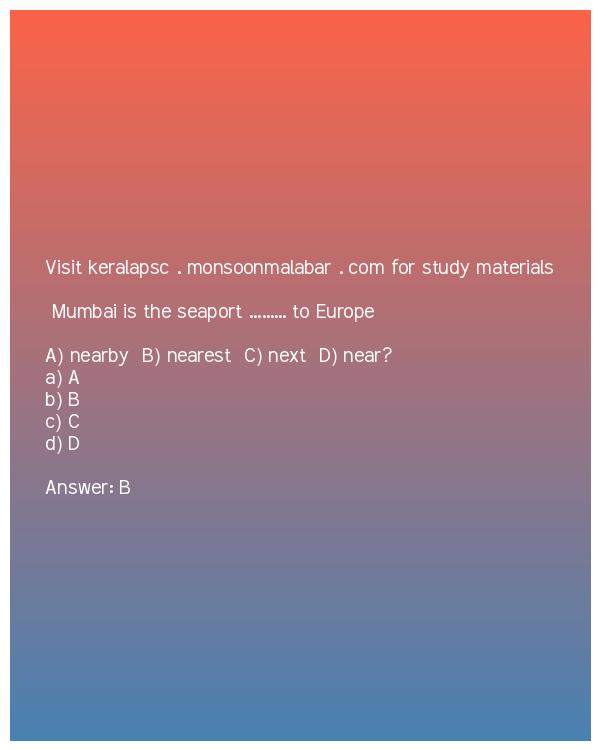 Visit keralapsc . monsoonmalabar . com for study materials
Mumbai is the seaport ......... to Europe
A) nearby B) nearest C) next D) near?
a) A
b) B
c) C
d) D
Answer: B